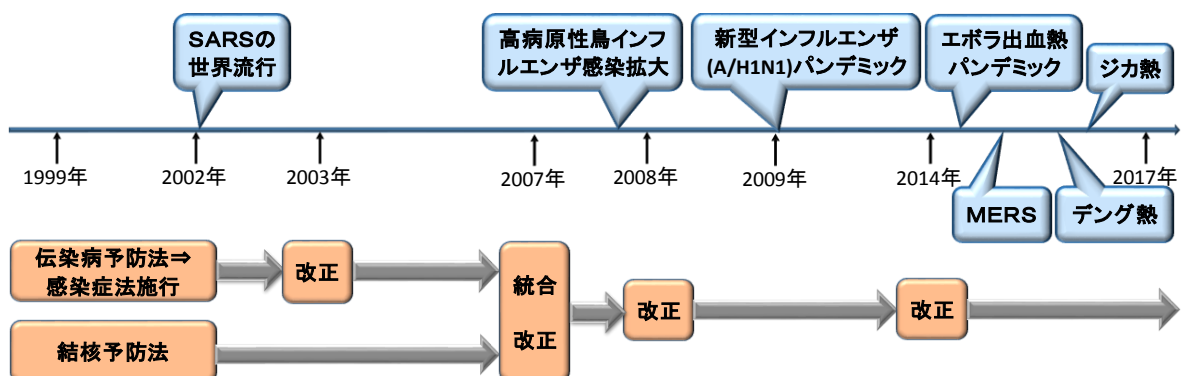 SARSの
世界流行
高病原性鳥インフ
ルエンザ感染拡大
新型インフルエンザ
(A/H1N1)パンデミック
エボラ出血熱
パンデミック
ジカ熱
1999年
2002年
2003年
2007年
2008年
2009年
2014年
2017年
MERS
デング熱
伝染病予防法⇒
感染症法施行
改正
統合
改正
改正
改正
結核予防法